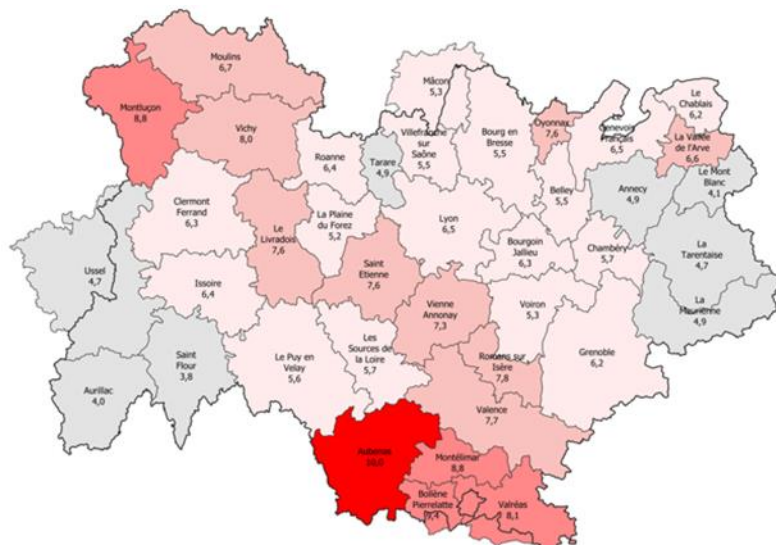 Moulins
6,7
Montluçon
8,8
Vichy
8,0
Mâcon
5,3
Roanne
6,4
Tarare
4,9
Villefranche
sur
Saône
5,5
Bourg en
Bresse
5,5
Oyonnax
7,6
Le
Genevois
Français
6,5
Le
Chablais
6,2
La Vallée
de l'Arve
6,6
Le Mont
Blanc
4,1
Annecy
4,9
Belley
5,5
Clermont
Ferrand
6,3
Le
Livradois
7,6
La Plaine
du Forez
5,2
Lyon
6,5
Bourgoin
Jallieu
6,3
Chambéry
5,7
La
Tarentaise
4,7
Ussel
4,7
Issoire
6,4
Saint
Etienne
7,6
Vienne
Annonay
7,3
Voiron
5,3
La
Maurienne
4,9
Aurillac
4,0
Saint
Flour
3,8
Le Puy en
Velay
5,6
Les
Sources de
la Loire
5,7
Romans sur
Isère
7,8
Grenoble
6,2
Valence
7,7
Aubenas
10,0
Montélimar
8,8
Bollène
Pierrelatte
9,4
Valréas
8,1